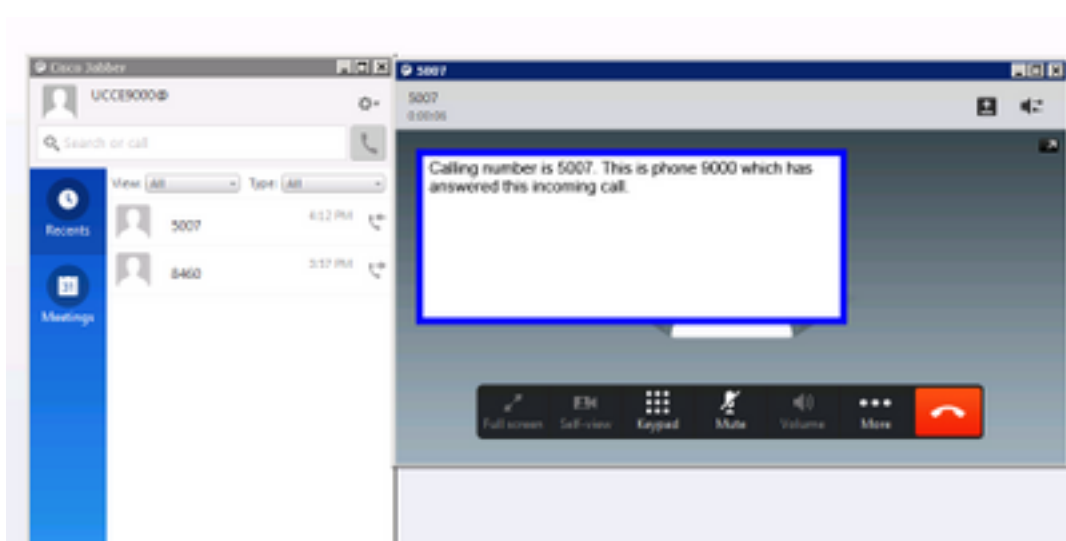 Cisco Jabber
UCCE9000@
Search or call
View: All Type: All
Recents
5007 4:12 PM
8460 3:57 PM
31
Meetings
5007
5007
0:00:06
Calling number is 5007. This is phone 9000 which has
answered this incoming call.
Full screen Self-view Keypad Mute Volume More